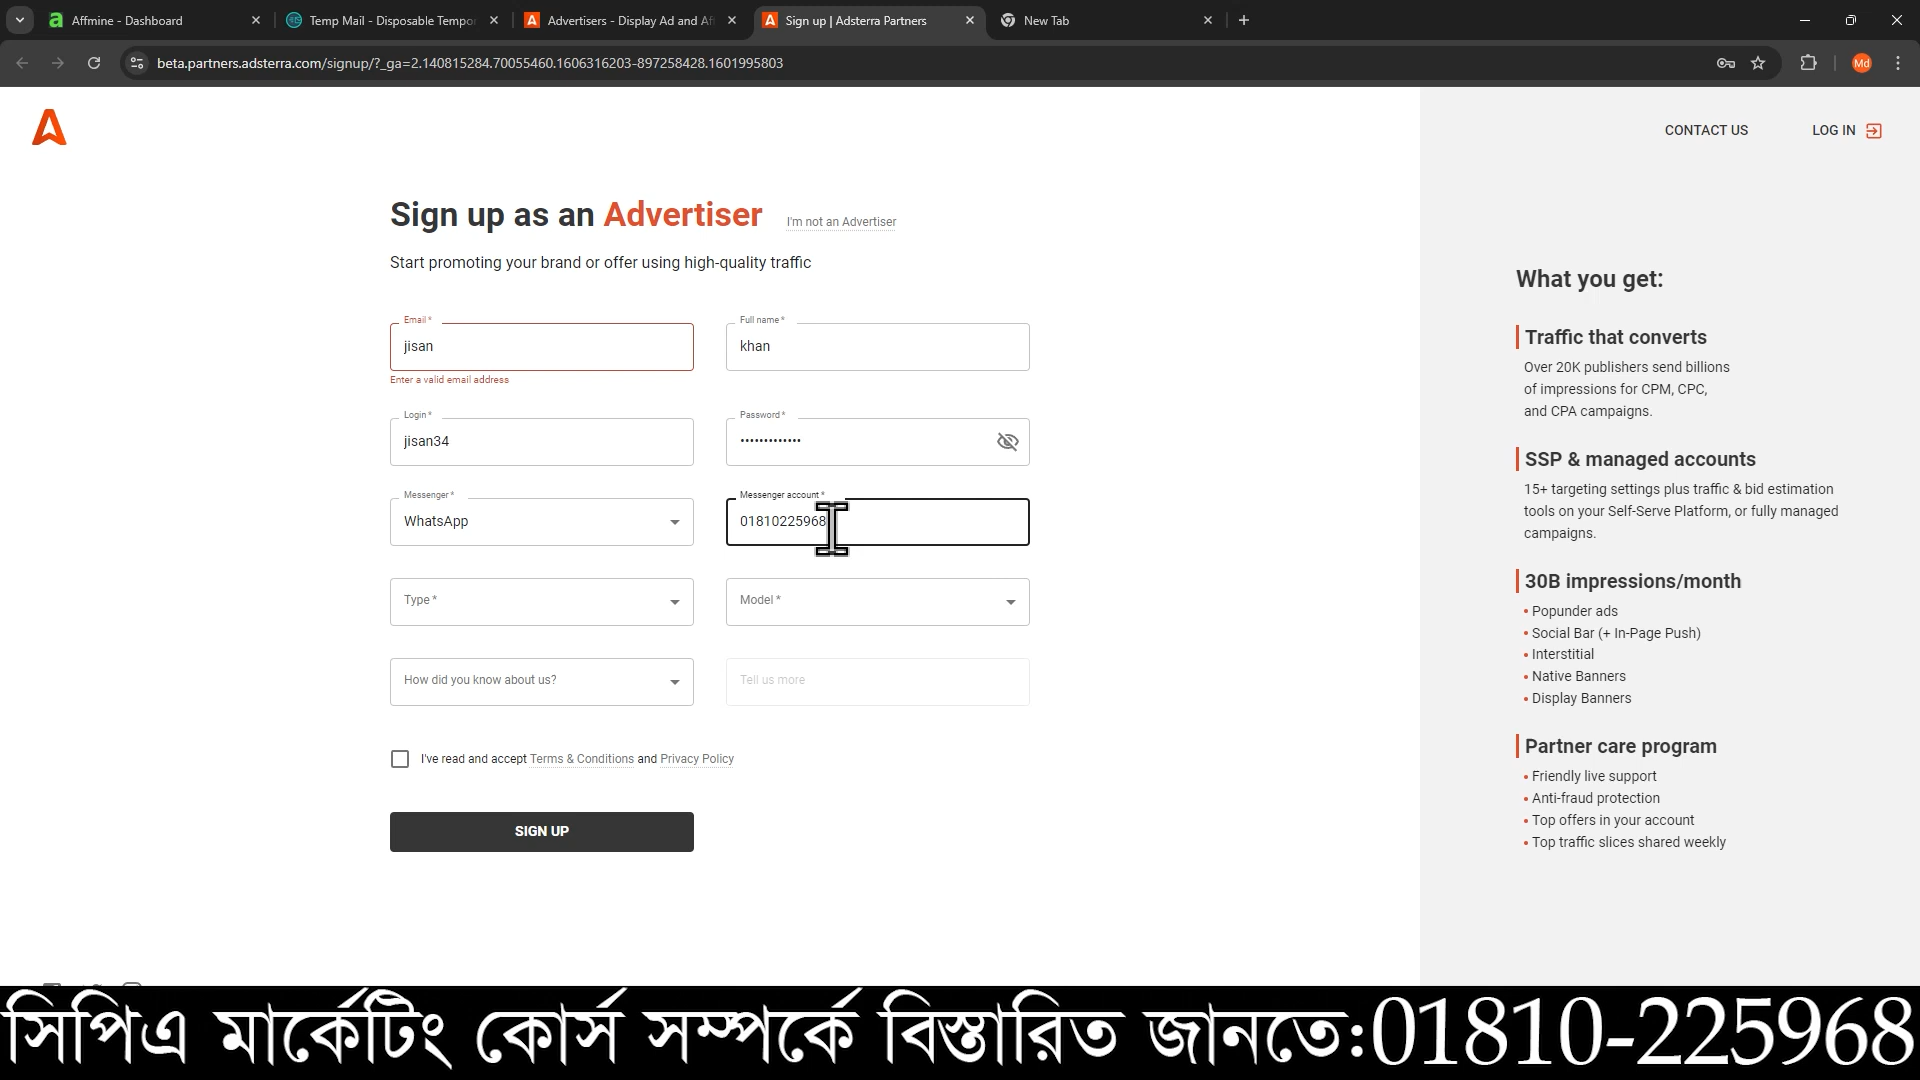 Affmine - Dashboard
Temp Mail - Disposable Tempo
Advertisers - Display Ad and Af
Sign up | Adsterra Partners
New Tab
beta.partners.adsterra.com/signup/?_ga=2.140815284.70055460.1606316203-897258428.1601995803
Md
CONTACT US
LOG IN
Sign up as an Advertiser
I'm not an Advertiser
Start promoting your brand or offer using high-quality traffic
Email *
jisan
Enter a valid email address
Full name *
khan
Login *
jisan34
Password *
•••••••••••••
Messenger *
WhatsApp
Messenger account *
01810225968
Type *
Model *
How did you know about us?
Tell us more
I've read and accept Terms & Conditions and Privacy Policy
SIGN UP
What you get:
Traffic that converts
Over 20K publishers send billions
of impressions for CPM, CPC,
and CPA campaigns.
SSP & managed accounts
15+ targeting settings plus traffic & bid estimation
tools on your Self-Serve Platform, or fully managed
campaigns.
30B impressions/month
• Popunder ads
• Social Bar (+ In-Page Push)
• Interstitial
• Native Banners
• Display Banners
Partner care program
• Friendly live support
• Anti-fraud protection
• Top offers in your account
• Top traffic slices shared weekly
সিপিএ মার্কেটিং কোর্স সম্পর্কে বিস্তারিত জানতে:01810-225968